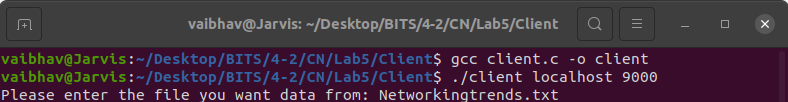 vaibhav@Jarvis: ~/Desktop/BITS/4-2/CN/Lab5/Client
vaibhav@Jarvis:~/Desktop/BITS/4-2/CN/Lab5/Client$ gcc client.c -o client
vaibhav@Jarvis:~/Desktop/BITS/4-2/CN/Lab5/Client$ ./client localhost 9000
Please enter the file you want data from: Networkingtrends.txt